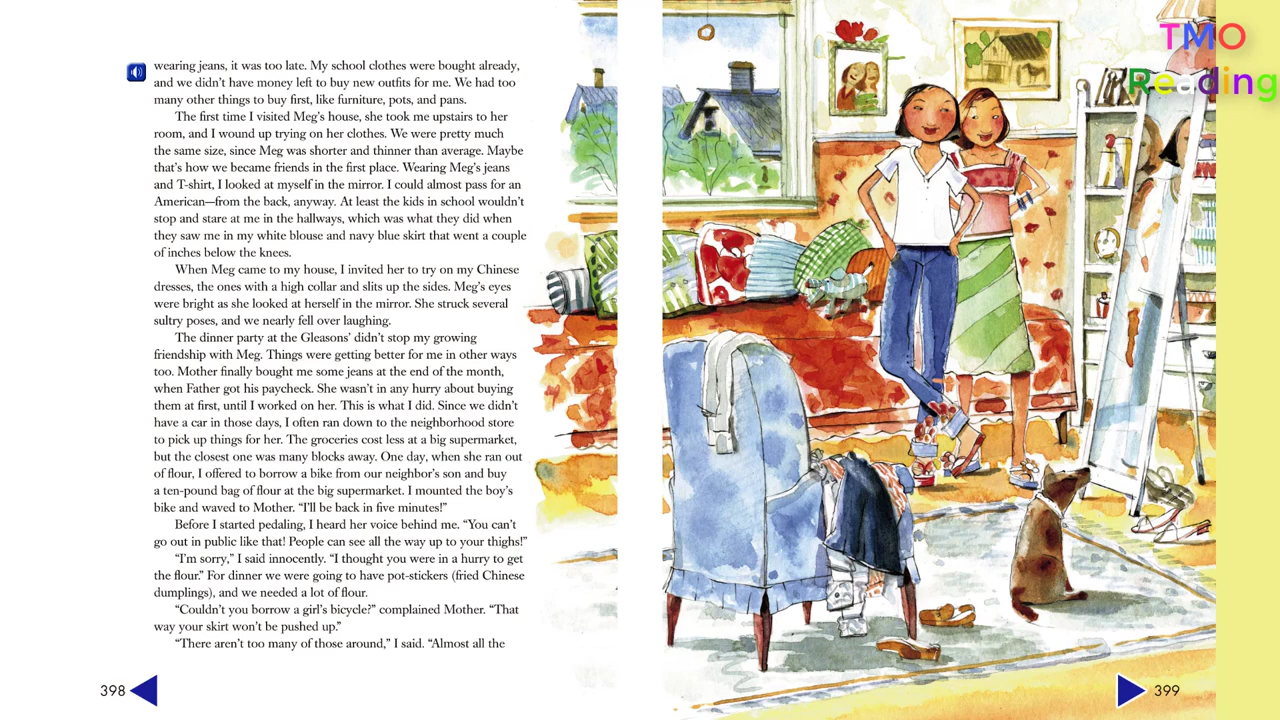 wearing jeans, it was too late. My school clothes were bought already,
and we didn't have money left to buy new outfits for me. We had too
many other things to buy first, like furniture, pots, and pans.
The first time I visited Meg's house, she took me upstairs to her
room, and I wound up trying on her clothes. We were pretty much
the same size, since Meg was shorter and thinner than average. Maybe
that's how we became friends in the first place. Wearing Meg's jeans
and T-shirt, I looked at myself in the mirror. I could almost pass for an
American—from the back, anyway. At least the kids in school wouldn't
stop and stare at me in the hallways, which was what they did when
they saw me in my white blouse and navy blue skirt that went a couple
of inches below the knees.
When Meg came to my house, I invited her to try on my Chinese
dresses, the ones with a high collar and slits up the sides. Meg's eyes
were bright as she looked at herself in the mirror. She struck several
sultry poses, and we nearly fell over laughing.
The dinner party at the Gleasons' didn't stop my growing
friendship with Meg. Things were getting better for me in other ways
too. Mother finally bought me some jeans at the end of the month,
when Father got his paycheck. She wasn't in any hurry about buying
them at first, until I worked on her. This is what I did. Since we didn't
have a car in those days, I often ran down to the neighborhood store
to pick up things for her. The groceries cost less at a big supermarket,
but the closest one was many blocks away. One day, when she ran out
of flour, I offered to borrow a bike from our neighbor's son and buy
a ten-pound bag of flour at the big supermarket. I mounted the boy's
bike and waved to Mother. "I'll be back in five minutes!"
Before I started pedaling, I heard her voice behind me. "You can't
go out in public like that! People can see all the way up to your thighs!"
"I'm sorry," I said innocently. "I thought you were in a hurry to get
the flour." For dinner we were going to have pot-stickers (fried Chinese
dumplings), and we needed a lot of flour.
"Couldn't you borrow a girl's bicycle?" complained Mother. "That
way your skirt won't be pushed up."
"There aren't too many of those around," I said. "Almost all the
398
TMO
Reading
399